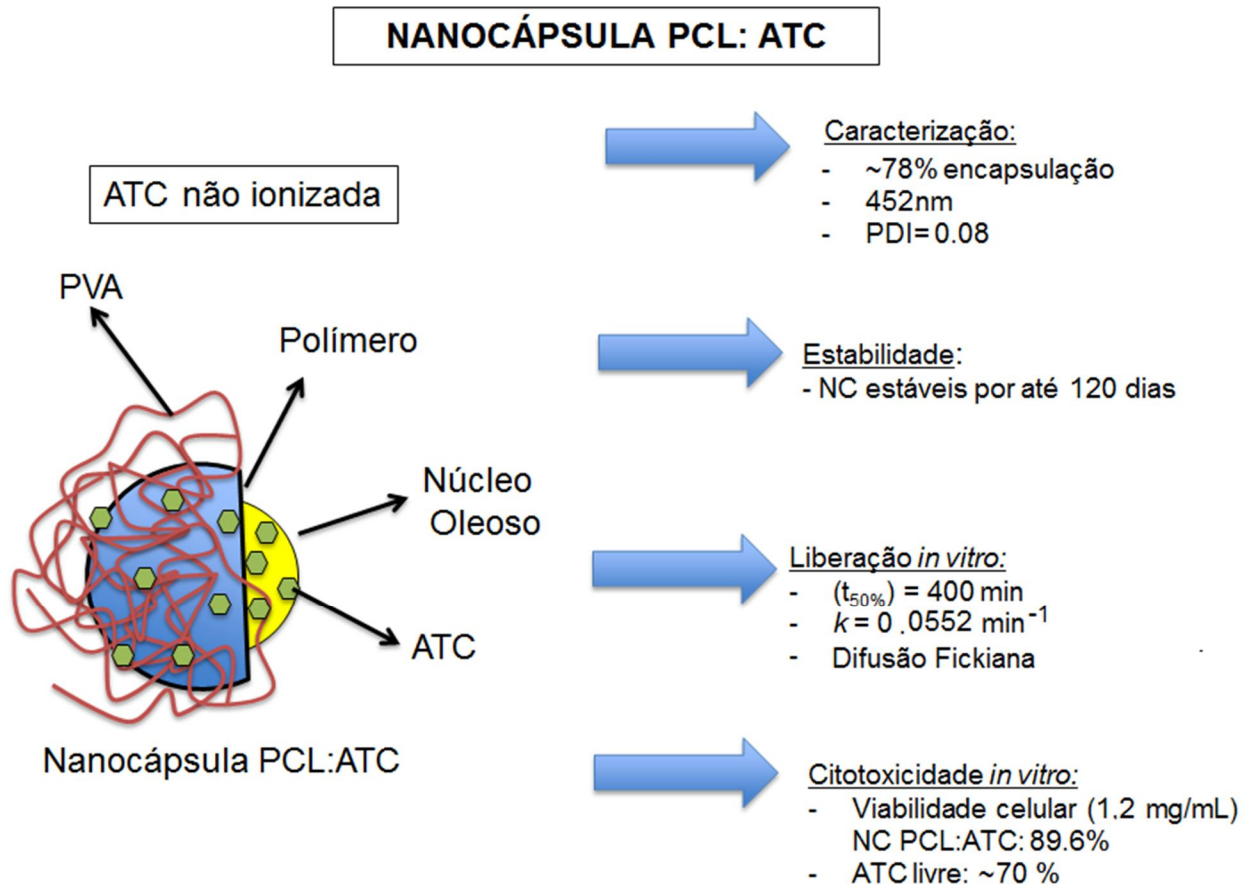 NANOCÁPSULA PCL: ATC
ATC não ionizada
PVA
Polímero
Núcleo
Oleoso
ATC
Nanocápsula PCL:ATC
Caracterização:
- ~78% encapsulação
- 452nm
- PDI= 0.08
Estabilidade:
- NC estáveis por até 120 dias
Liberação in vitro:
- (t50%) = 400 min
- k = 0 .0552 min-1
- Difusão Fickiana
Citotoxicidade in vitro:
- Viabilidade celular (1.2 mg/mL)
NC PCL:ATC: 89.6%
- ATC livre: ~70 %